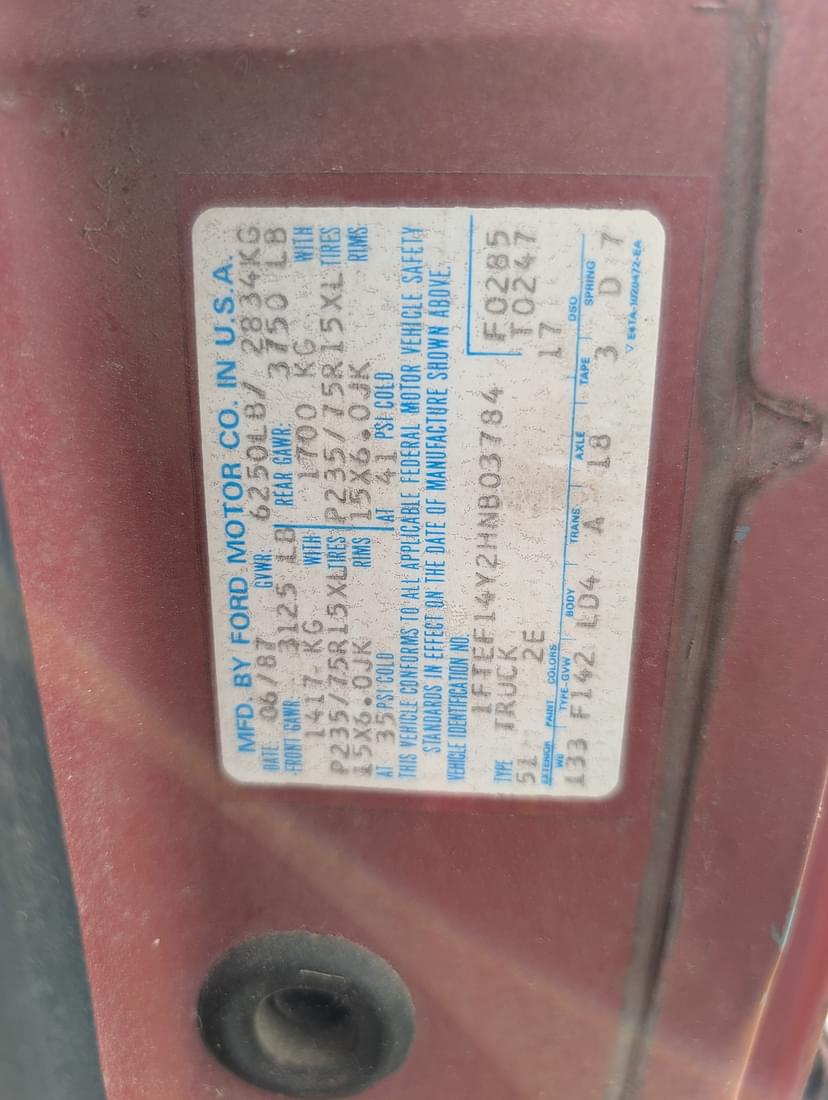 MFD. BY FORD MOTOR CO. IN U.S.A.
DATE: 06/87 GVWR: 6250LB/ 2834KG
FRONT GAWR: 3125 LB REAR GAWR: 3750 LB
1417 KG WITH 1700 KG WITH
P235/75R15XL TIRES P235/75R15XL TIRES
15X6.0JK RIMS 15X6.0JK RIMS
AT 35 PSI COLD AT 41 PSI COLD
THIS VEHICLE CONFORMS TO ALL APPLICABLE FEDERAL MOTOR VEHICLE SAFETY
STANDARDS IN EFFECT ON THE DATE OF MANUFACTURE SHOWN ABOVE.
VEHICLE IDENTIFICATION NO.
1FTEF14Y2HNB03784 F0285
TYPE TRUCK T0247
51 2E 17
EXTERIOR PAINT COLORS DSO
WB TYPE-GVW BODY TRANS AXLE TAPE SPRING
133 F142 LD4 A 18 3 D 7
▽ E4TA-1020472-EA